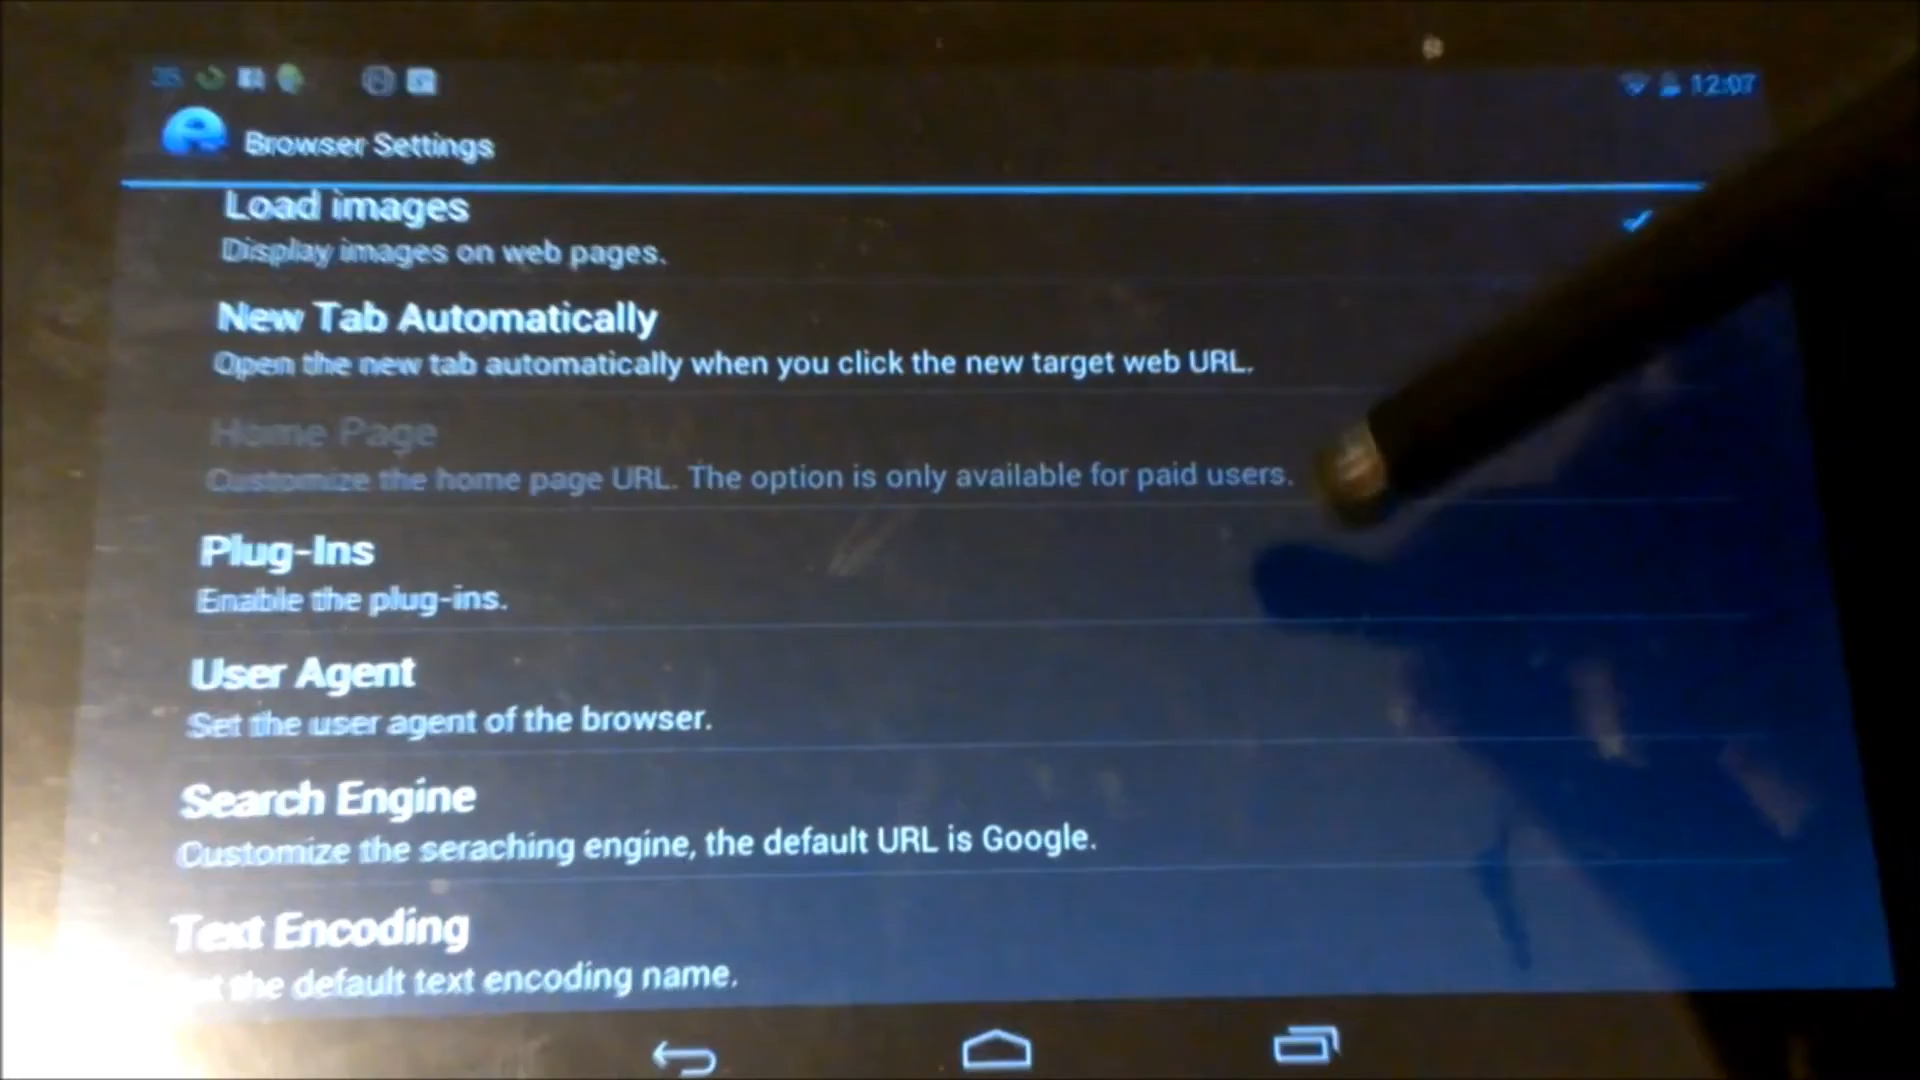 12:07
Browser Settings
Load images
Display images on web pages.
New Tab Automatically
Open the new tab automatically when you click the new target web URL.
Home Page
Customize the home page URL. The option is only available for paid users.
Plug-Ins
Enable the plug-ins.
User Agent
Set the user agent of the browser.
Search Engine
Customize the seraching engine, the default URL is Google.
Text Encoding
the default text encoding name.